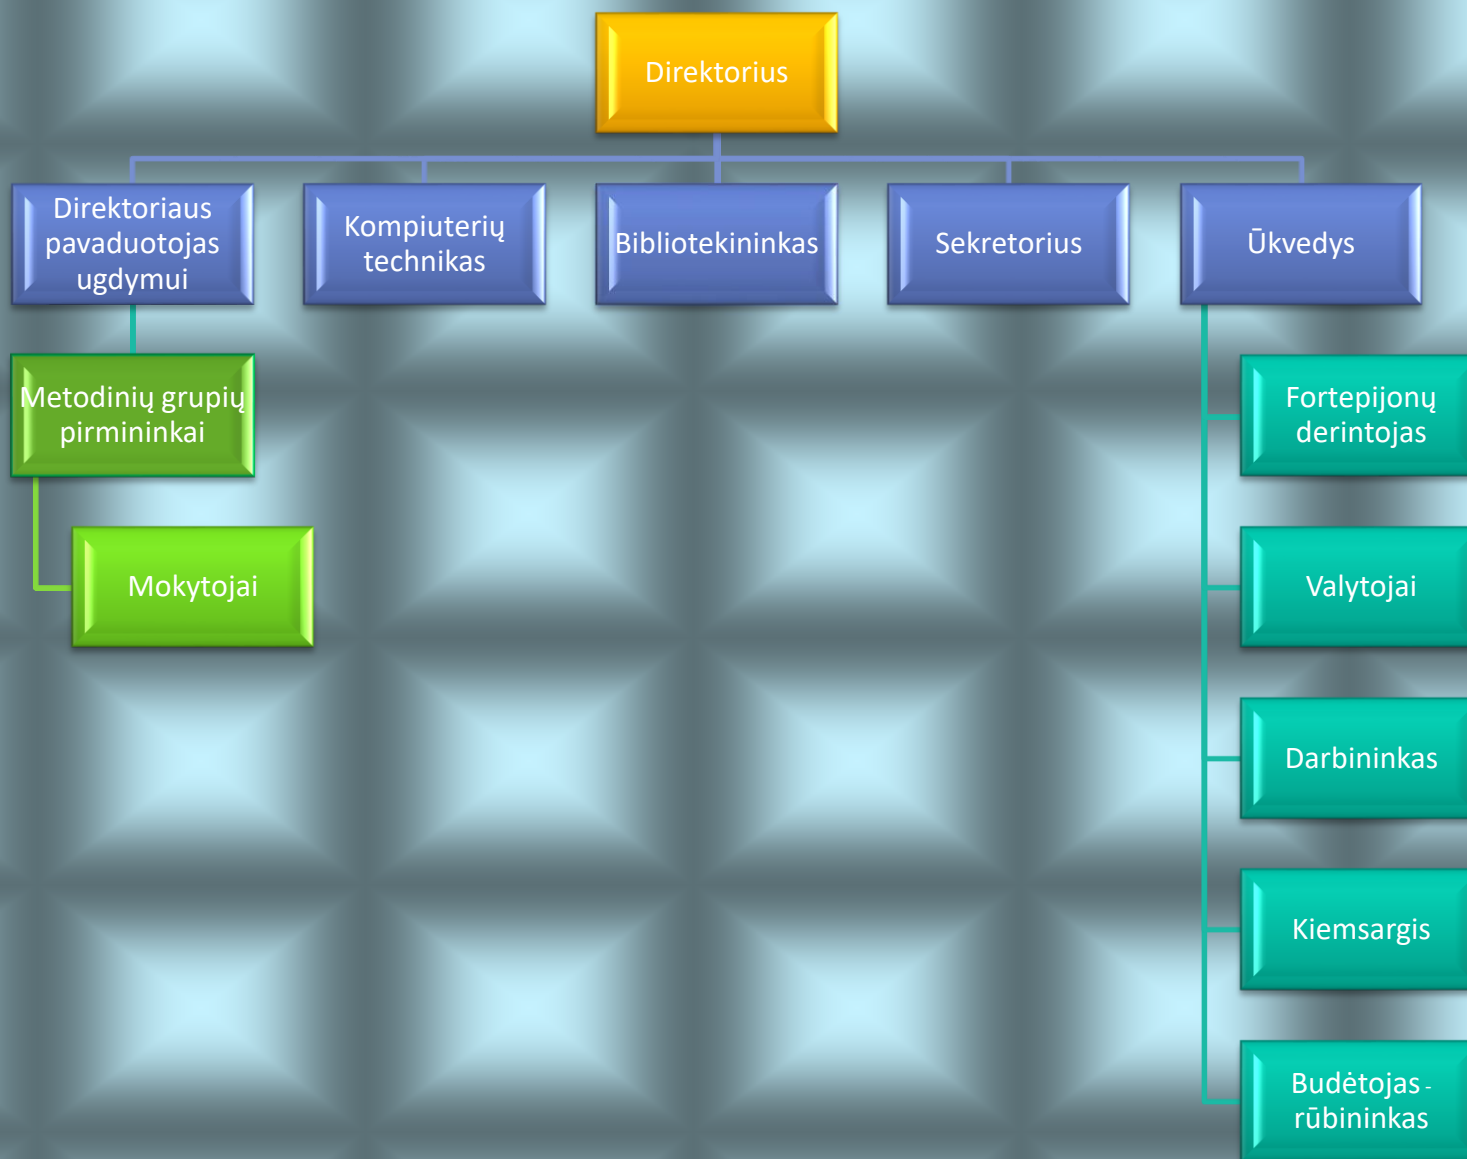 Direktorius
Direktoriaus
pavaduotojas
ugdymui
Kompiuterių
technikas
Bibliotekininkas
Sekretorius
Ūkvedys
Metodinių grupių
pirmininkai
Mokytojai
Fortepijonų
derintojas
Valytojai
Darbininkas
Kiemsargis
Budėtojas -
rūbininkas